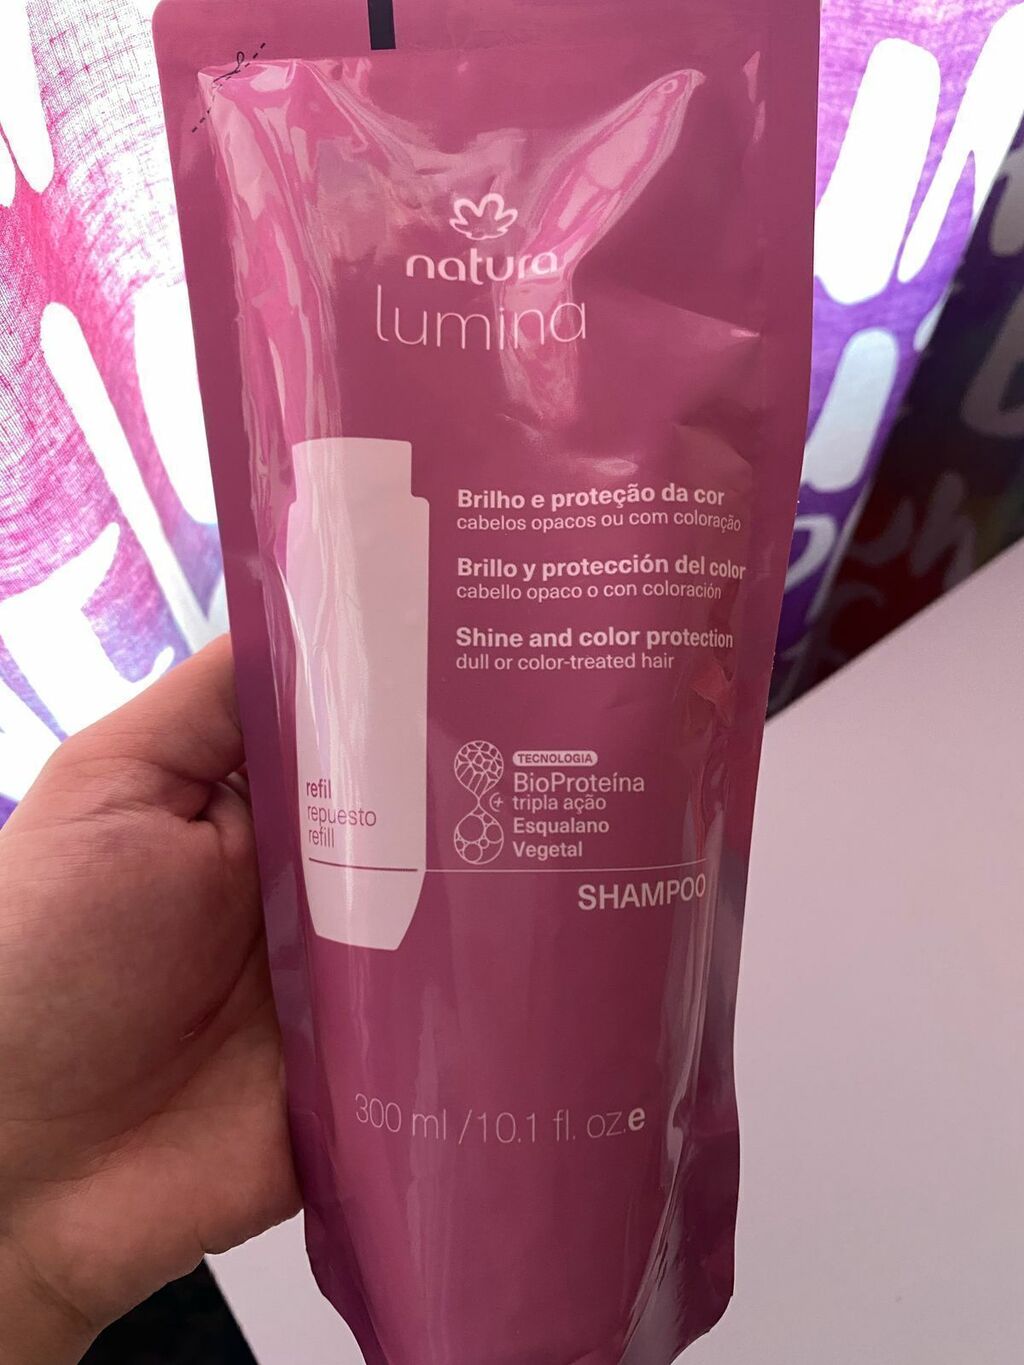 natura
lumina
Brilho e proteção da cor
cabelos opacos ou com coloração
Brillo y protección del color
cabello opaco o con coloración
Shine and color protection
dull or color-treated hair
TECNOLOGIA
BioProteína
+ tripla ação
Esqualano
Vegetal
refil
repuesto
refill
SHAMPOO
300 ml / 10.1 fl. oz.e